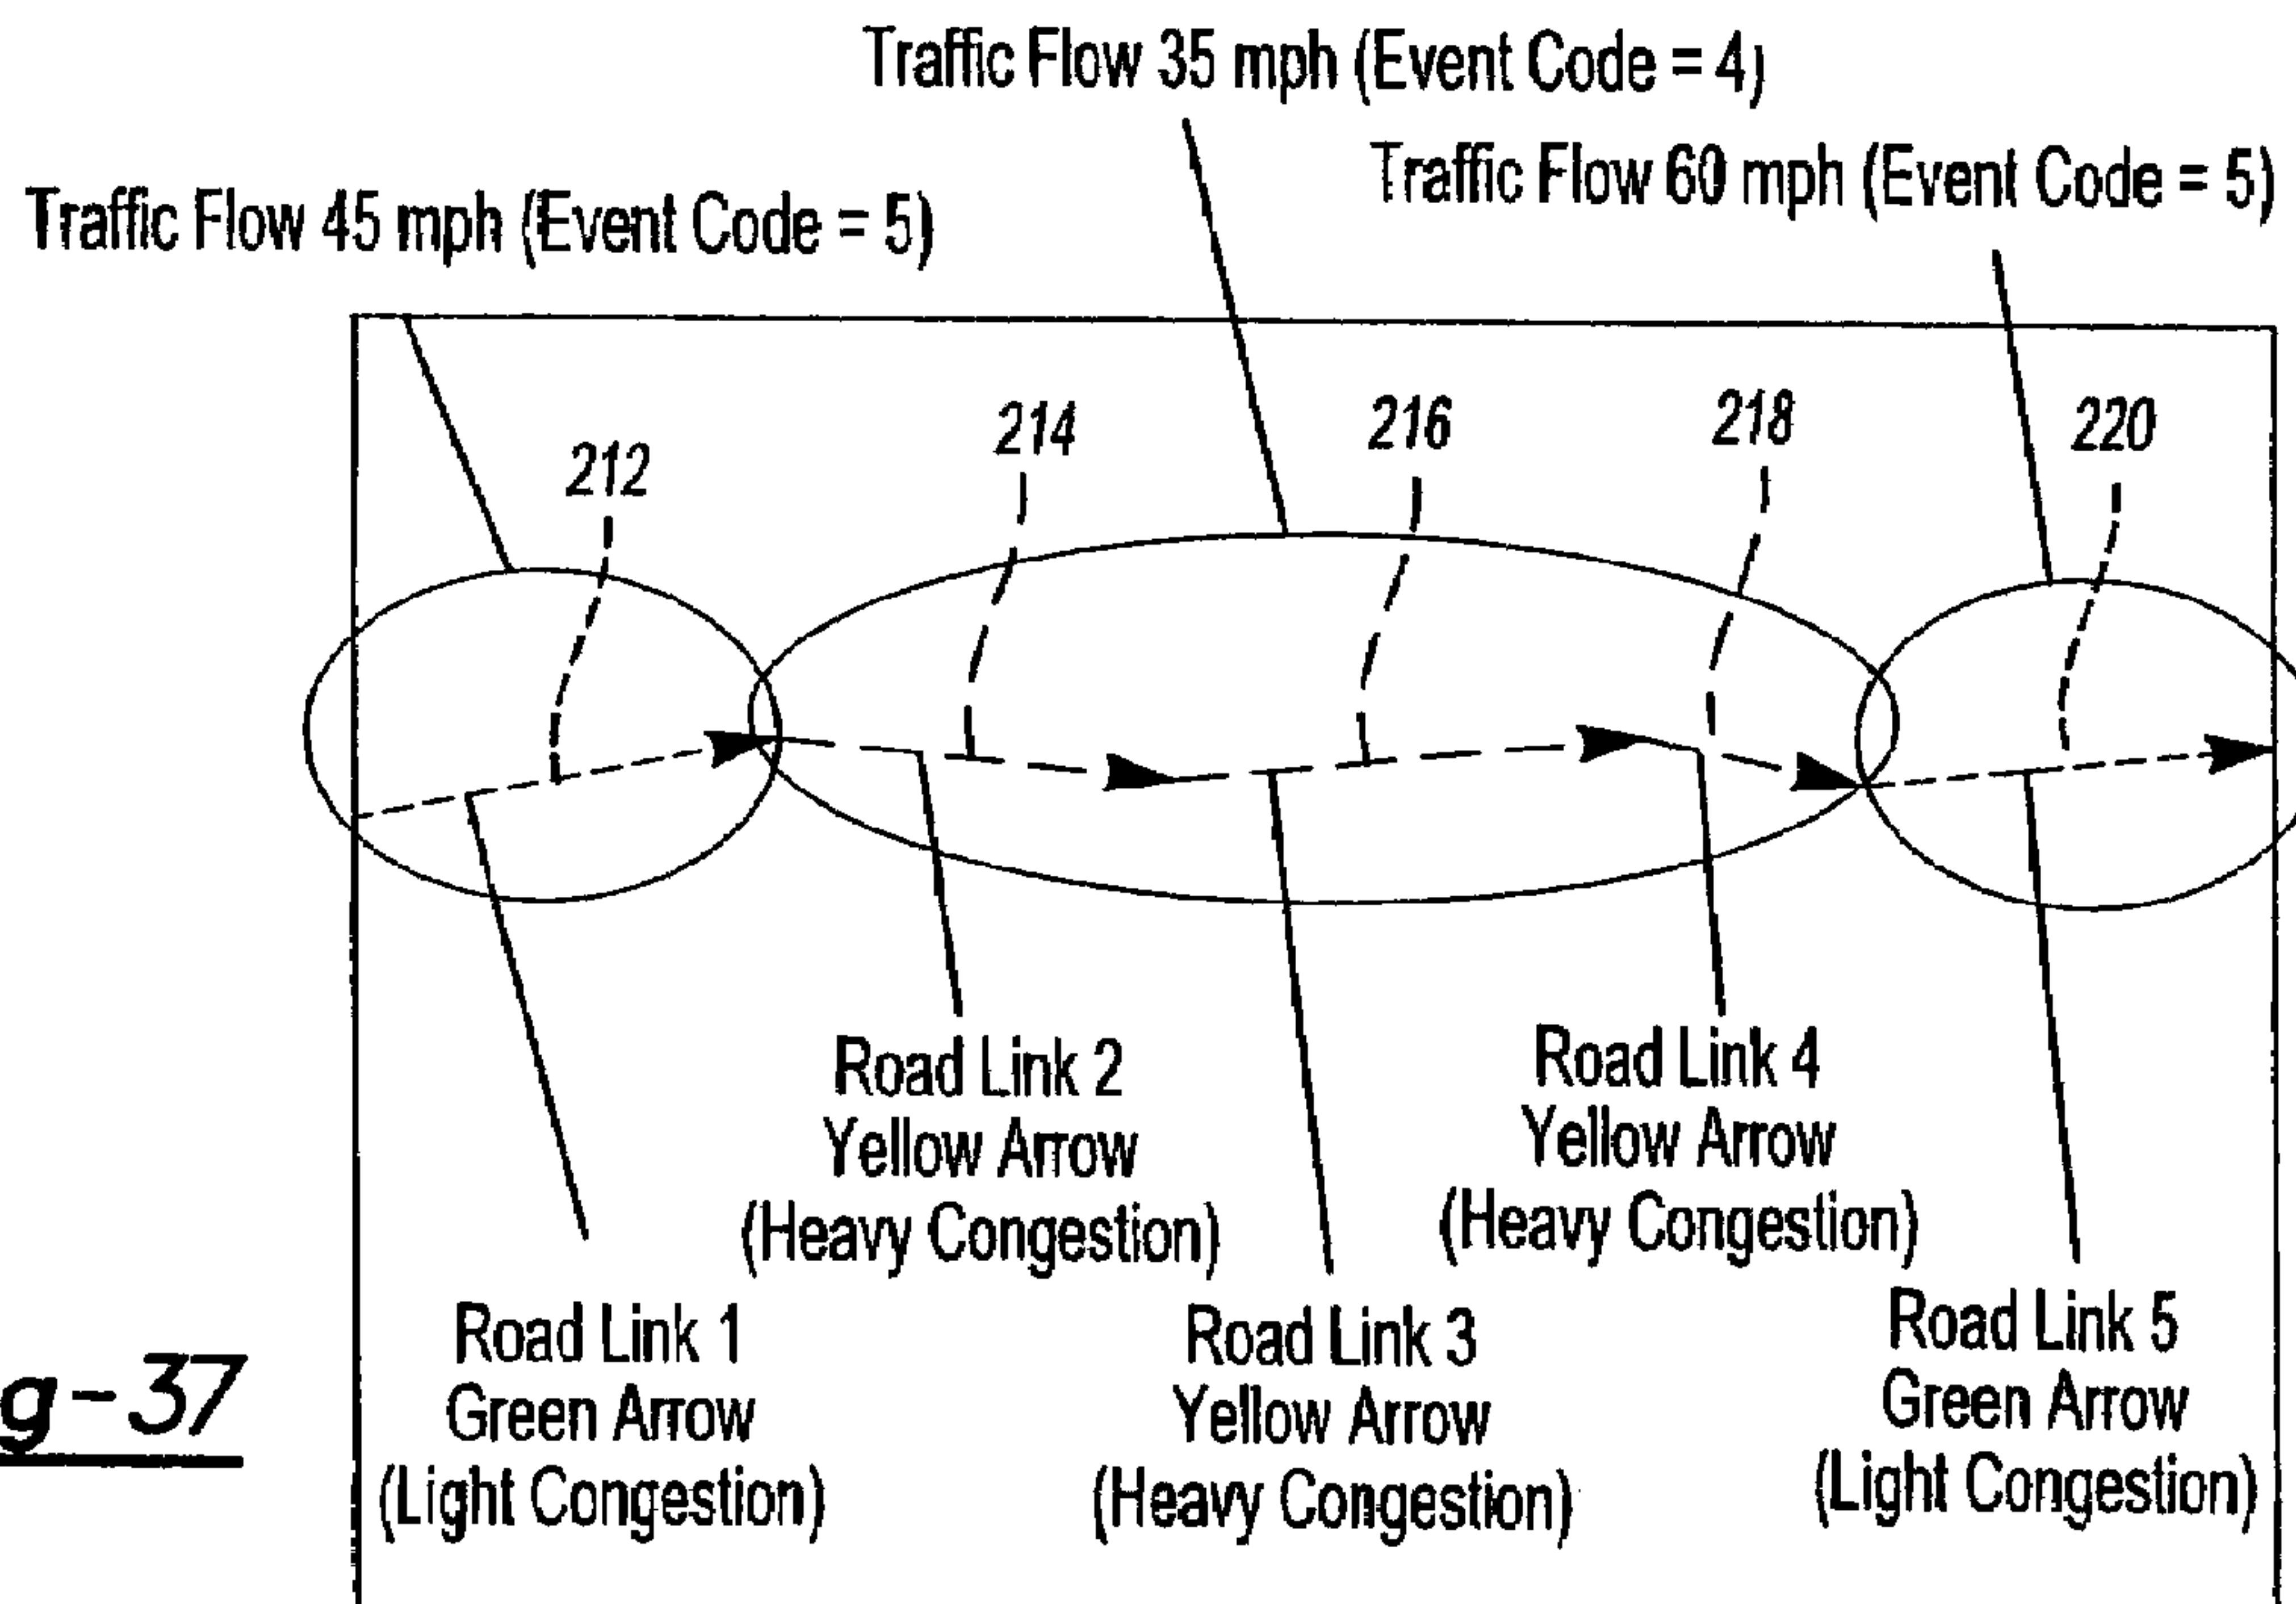 Traffic Flow 35 mph (Event Code = 4)
Traffic Flow 60 mph (Event Code = 5)
Traffic Flow 45 mph (Event Code = 5)
212
214
216
218
220
Road Link 2
Yellow Arrow
(Heavy Congestion)
Road Link 4
Yellow Arrow
(Heavy Congestion)
Road Link 1
Green Arrow
(Light Congestion)
Road Link 3
Yellow Arrow
(Heavy Congestion)
Road Link 5
Green Arrow
(Light Congestion)
g-37